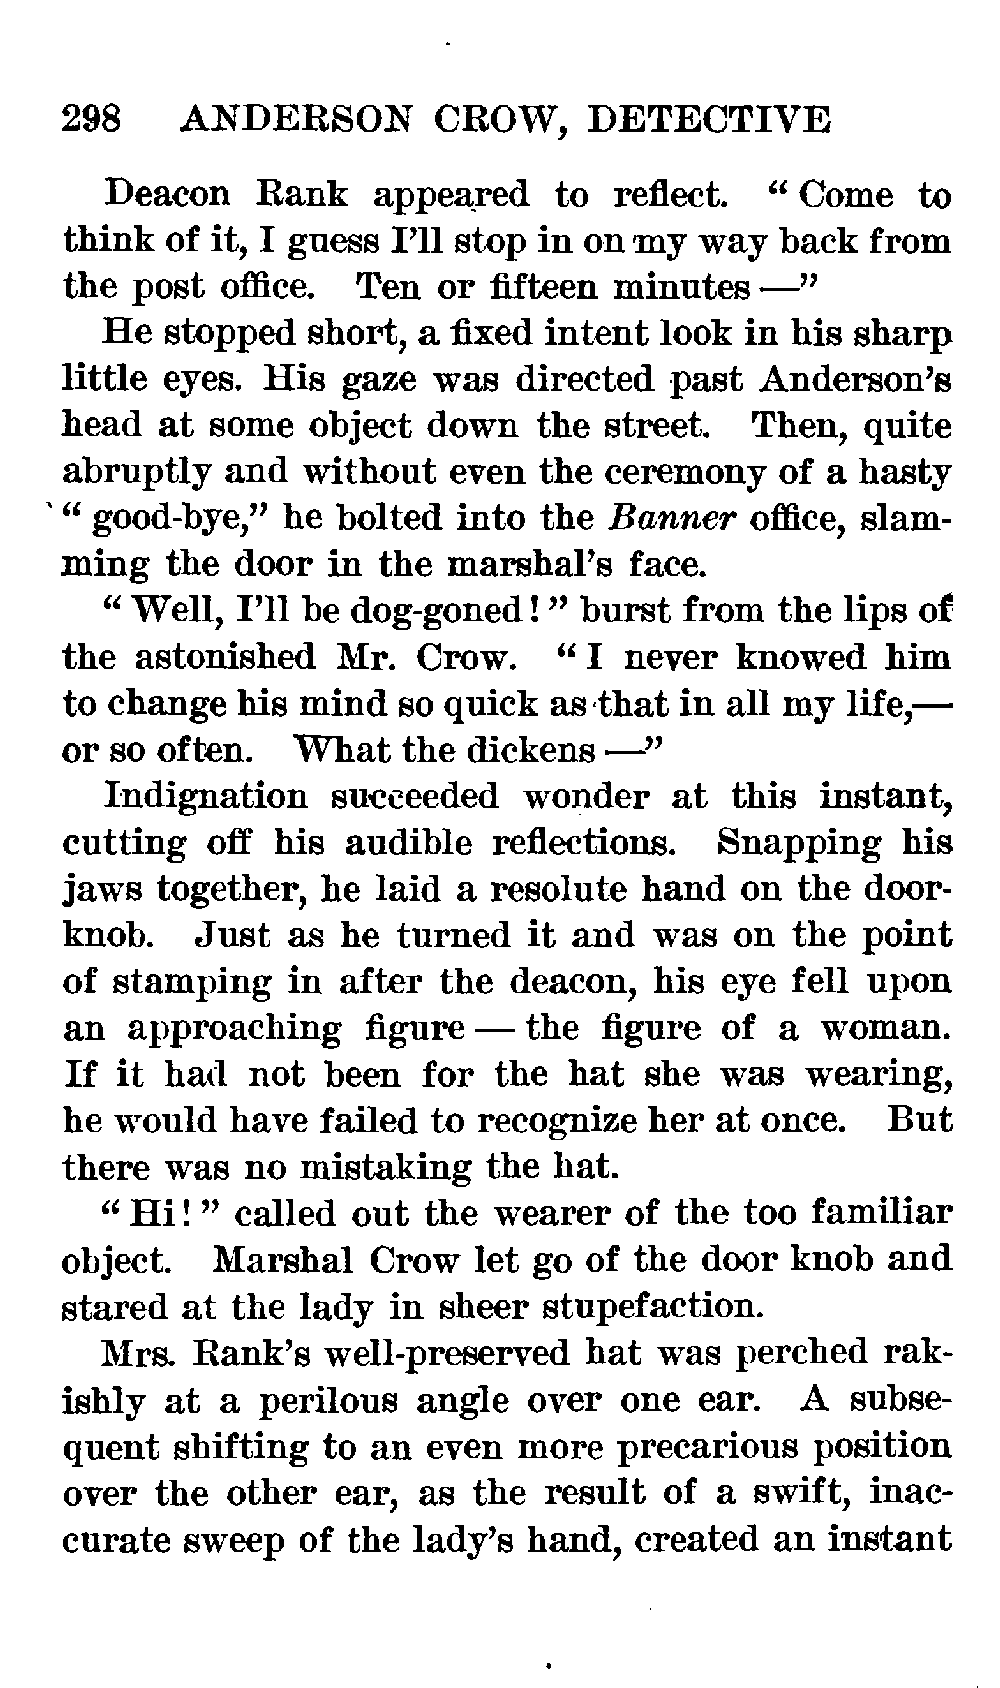 298 ANDERSON CROW, DETECTIVE
Deacon Rank appeared to reflect. “ Come to
think of it, I guess I’ll stop in on my way back from
the post office. Ten or fifteen minutes —”
He stopped short, a fixed intent look in his sharp
little eyes. His gaze was directed past Anderson’s
head at some object down the street. Then, quite
abruptly and without even the ceremony of a hasty
“ good-bye,” he bolted into the Banner office, slam-
ming the door in the marshal’s face.
“ Well, I’ll be dog-goned! ” burst from the lips of
the astonished Mr. Crow. “ I never knowed him
to change his mind so quick as that in all my life,—
or so often. What the dickens —”
Indignation succeeded wonder at this instant,
cutting off his audible reflections. Snapping his
jaws together, he laid a resolute hand on the door-
knob. Just as he turned it and was on the point
of stamping in after the deacon, his eye fell upon
an approaching figure — the figure of a woman.
If it had not been for the hat she was wearing,
he would have failed to recognize her at once. But
there was no mistaking the hat.
“ Hi! ” called out the wearer of the too familiar
object. Marshal Crow let go of the door knob and
stared at the lady in sheer stupefaction.
Mrs. Rank’s well-preserved hat was perched rak-
ishly at a perilous angle over one ear. A subse-
quent shifting to an even more precarious position
over the other ear, as the result of a swift, inac-
curate sweep of the lady’s hand, created an instant